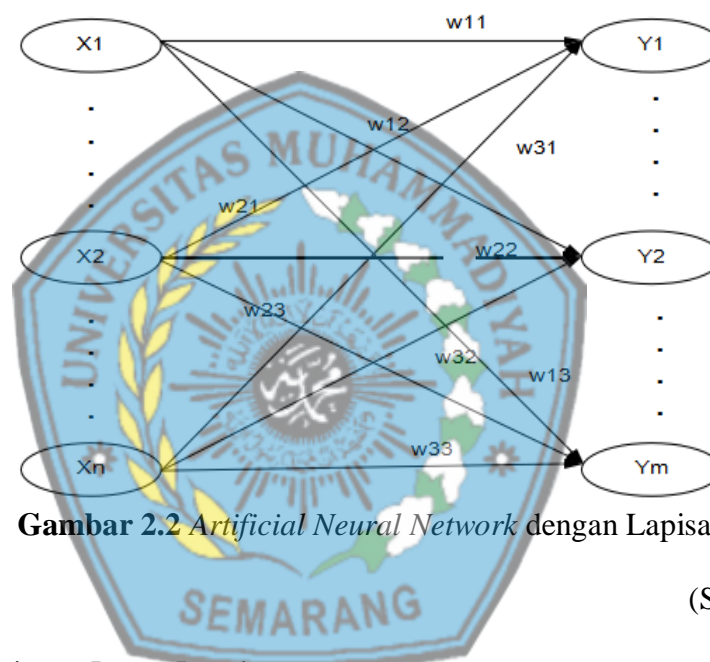 X1 w11 Y1
w12
w31
UNIVERSITAS MUHAMMADIYAH
w21
X2 w22 Y2
w23
w32
w13
w33
Xn Ym
Gambar 2.2 Artificial Neural Network dengan
SEMARANG
(S